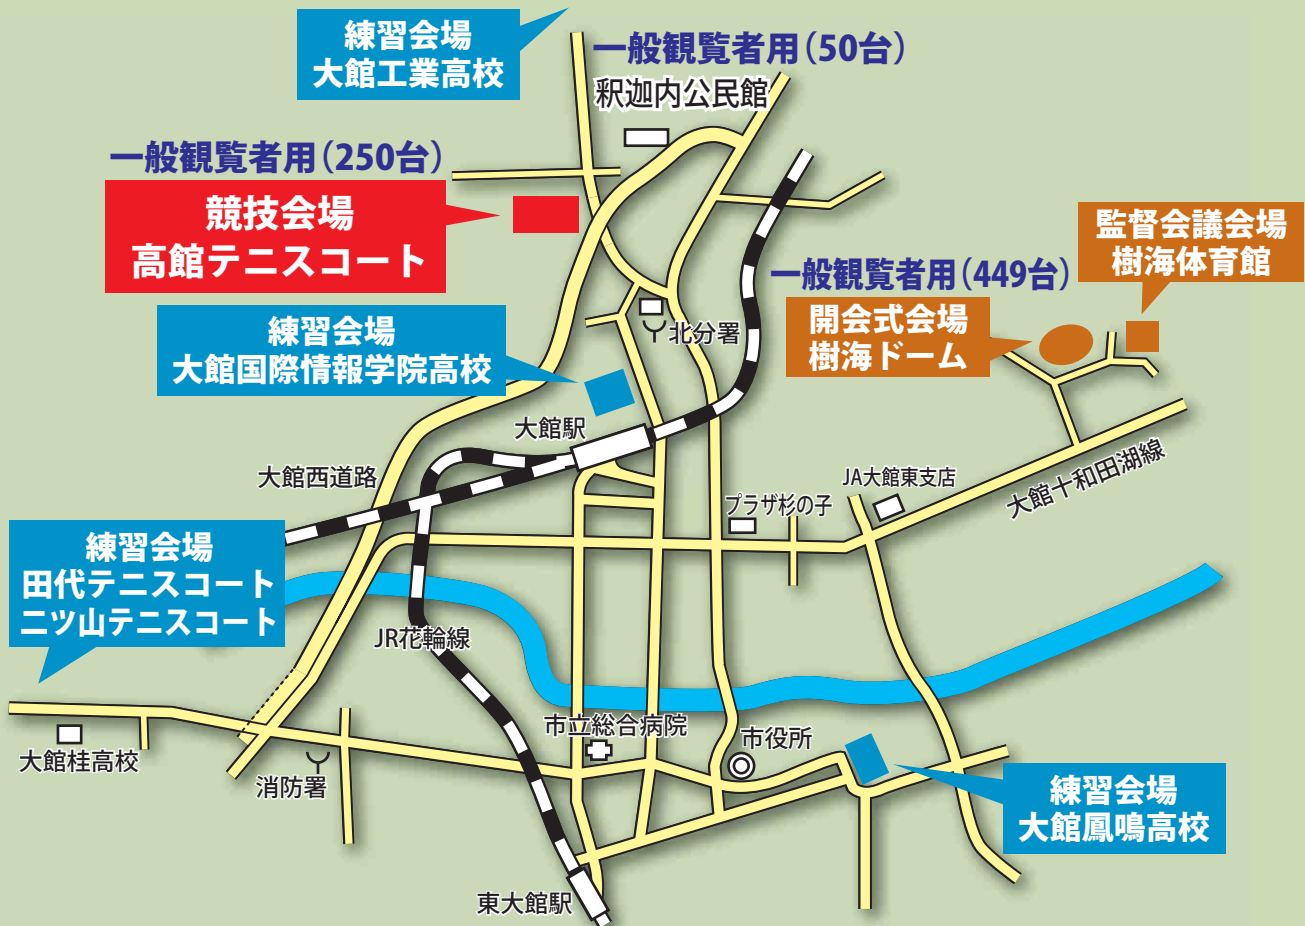 練習会場
大館工業高校
一般観覧者用（50台）
釈迦内公民館
一般観覧者用（250台）
競技会場
高館テニスコート
監督会議会場
樹海体育館
一般観覧者用（449台）
開会式会場
樹海ドーム
練習会場
大館国際情報学院高校
北分署
大館駅
大館西道路
JA大館東支店
大館十和田湖線
プラザ杉の子
練習会場
田代テニスコート
二ツ山テニスコート
JR花輪線
市立総合病院
市役所
大館桂高校
消防署
練習会場
大館鳳鳴高校
東大館駅